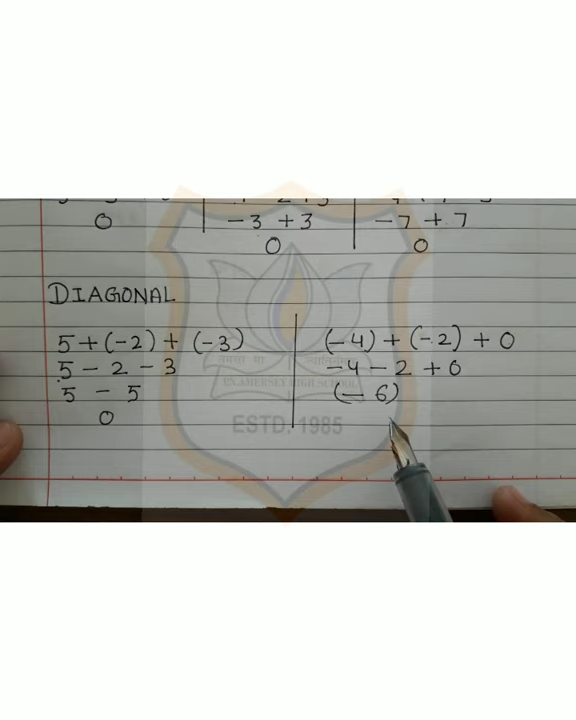 0 | - 3 + 3 | - 7 + 7
0 | 0
DIAGONAL
5 + (-2) + (-3) | (-4) + (-2) + 0
5 - 2 - 3 | -4 - 2 + 0
5 - 5 | (- 6)
0
ESTD. 1985